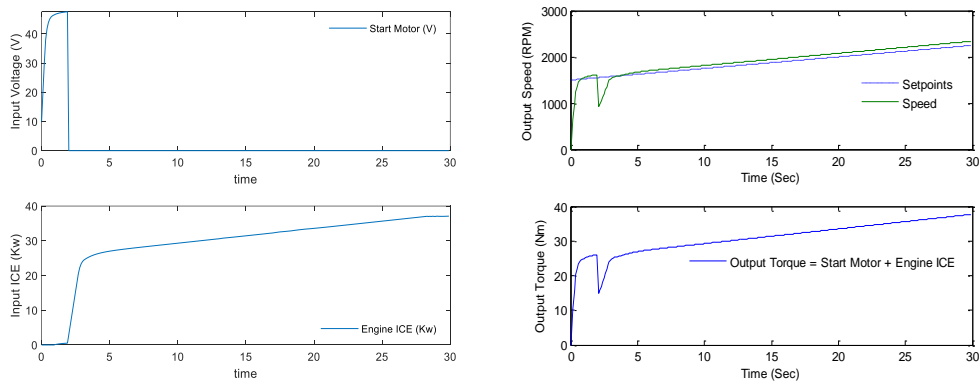 Input Voltage (V)
40
20
0
Start Motor (V)
0 5 10 15 20 25 30
time
Output Speed (RPM)
3000
2000
1000
0
Setpoints
Speed
0 5 10 15 20 25 30
Time (Sec)
Input ICE (Kw)
40
30
20
10
0
Engine ICE (Kw)
0 5 10 15 20 25 30
time
Output Torque (Nm)
40
30
20
10
0
Output Torque = Start Motor + Engine ICE
0 5 10 15 20 25 30
Time (Sec)